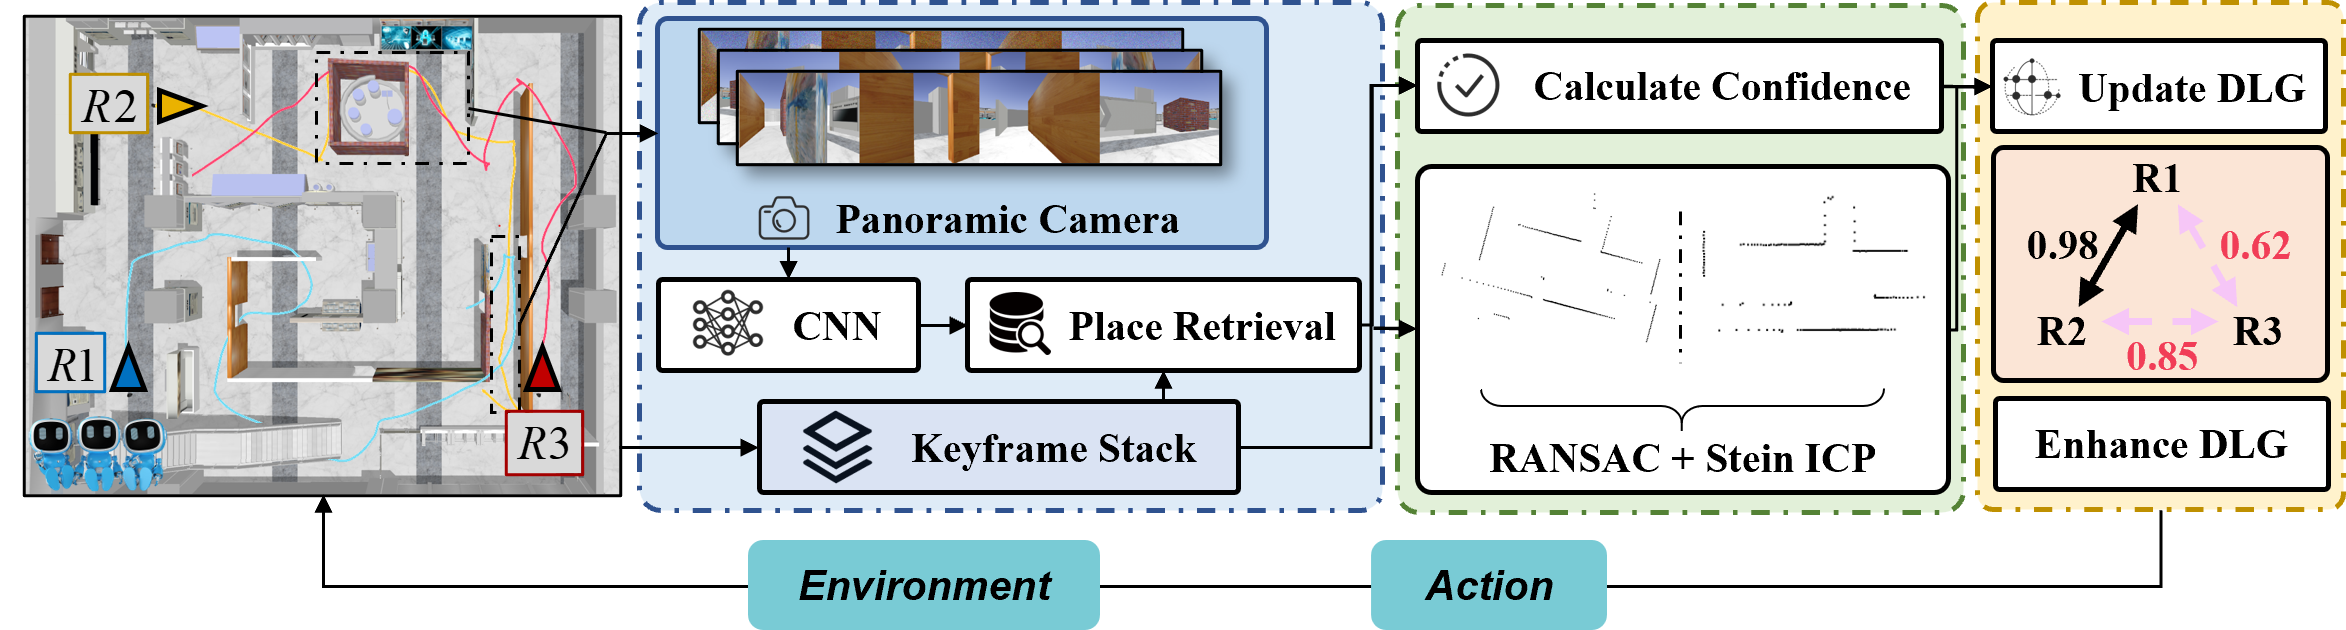 R2
R1
R3
Panoramic Camera
CNN
Place Retrieval
Keyframe Stack
Calculate Confidence
RANSAC + Stein ICP
Update DLG
R1
0.98
0.62
R2
R3
0.85
Enhance DLG
Environment
Action